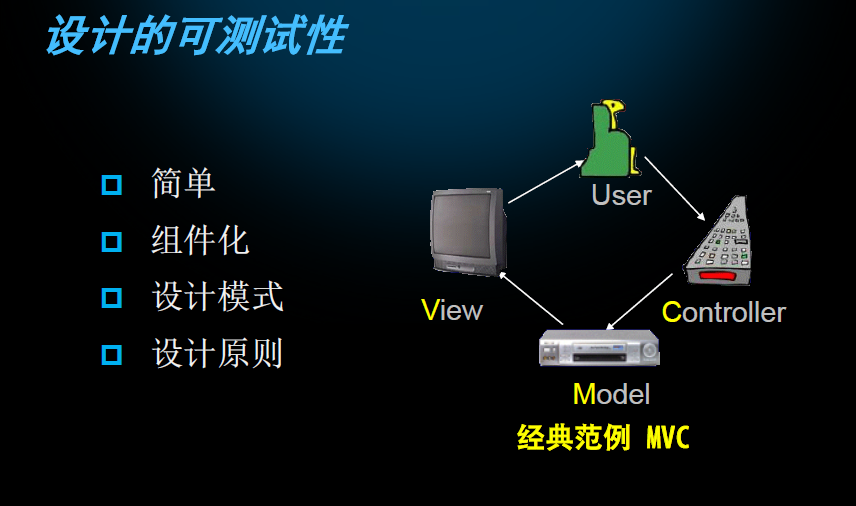 设计的可测试性
简单
组件化
设计模式
设计原则
User
View
Controller
Model
经典范例 MVC